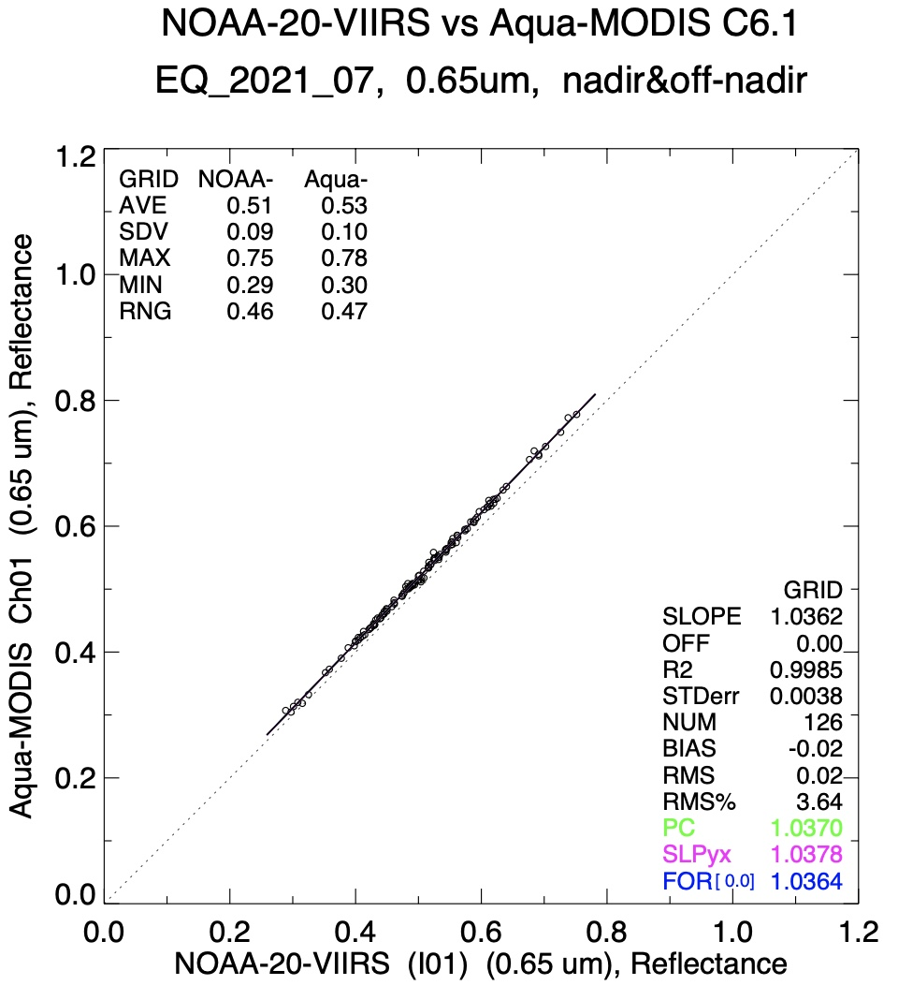 NOAA-20-VIIRS vs Aqua-MODIS C6.1
EQ_2021_07, 0.65um, nadir&off-nadir
1.2
1.0
0.8
0.6
0.4
0.2
0.0
Aqua-MODIS Ch01 (0.65 um), Reflectance
GRID NOAA- Aqua-
AVE 0.51 0.53
SDV 0.09 0.10
MAX 0.75 0.78
MIN 0.29 0.30
RNG 0.46 0.47
GRID
SLOPE 1.0362
OFF 0.00
R2 0.9985
STDerr 0.0038
NUM 126
BIAS -0.02
RMS 0.02
RMS% 3.64
PC 1.0370
SLPyx 1.0378
FOR[ 0.0] 1.0364
0.0 0.2 0.4 0.6 0.8 1.0 1.2
NOAA-20-VIIRS (I01) (0.65 um), Reflectance